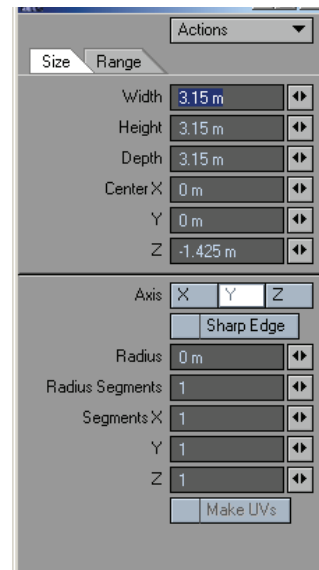 Actions
Size Range
Width 3.15 m
Height 3.15 m
Depth 3.15 m
Center X 0 m
Y 0 m
Z -1.425 m
Axis X Y Z
Sharp Edge
Radius 0 m
Radius Segments 1
Segments X 1
Y 1
Z 1
Make UVs